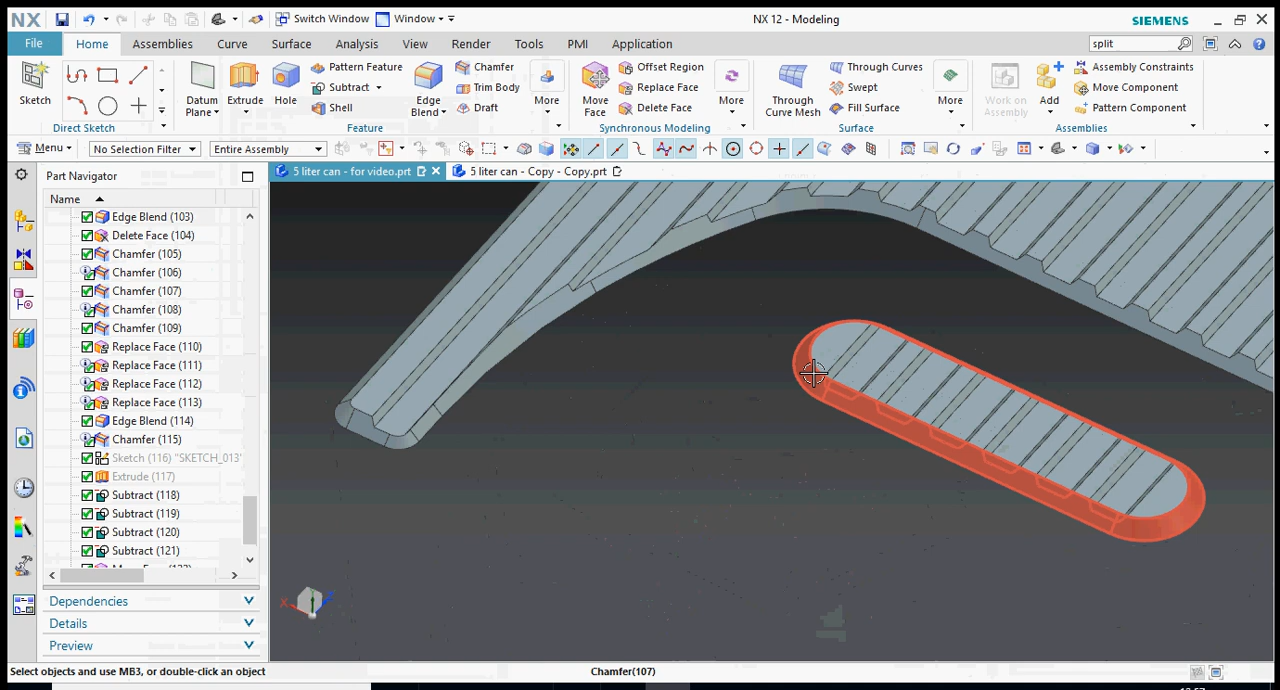 NX Switch Window Window NX 12 - Modeling SIEMENS
File Home Assemblies Curve Surface Analysis View Render Tools PMI Application split
Sketch Datum Plane Extrude Hole Pattern Feature Subtract Shell Edge Blend Chamfer Trim Body Draft More Move Face Offset Region Replace Face Delete Face More Through Curve Mesh Through Curves Swept Fill Surface More Work on Assembly Add Assembly Constraints Move Component Pattern Component
Direct Sketch Feature Synchronous Modeling Surface Assemblies
Menu No Selection Filter Entire Assembly
Part Navigator 5 liter can - for video.prt 5 liter can - Copy - Copy.prt
Name
Edge Blend (103)
Delete Face (104)
Chamfer (105)
Chamfer (106)
Chamfer (107)
Chamfer (108)
Chamfer (109)
Replace Face (110)
Replace Face (111)
Replace Face (112)
Replace Face (113)
Edge Blend (114)
Chamfer (115)
Sketch (116) "SKETCH_013"
Extrude (117)
Subtract (118)
Subtract (119)
Subtract (120)
Subtract (121)
Dependencies
X Z
Details
Preview
Select objects and use MB3, or double-click an object Chamfer(107)